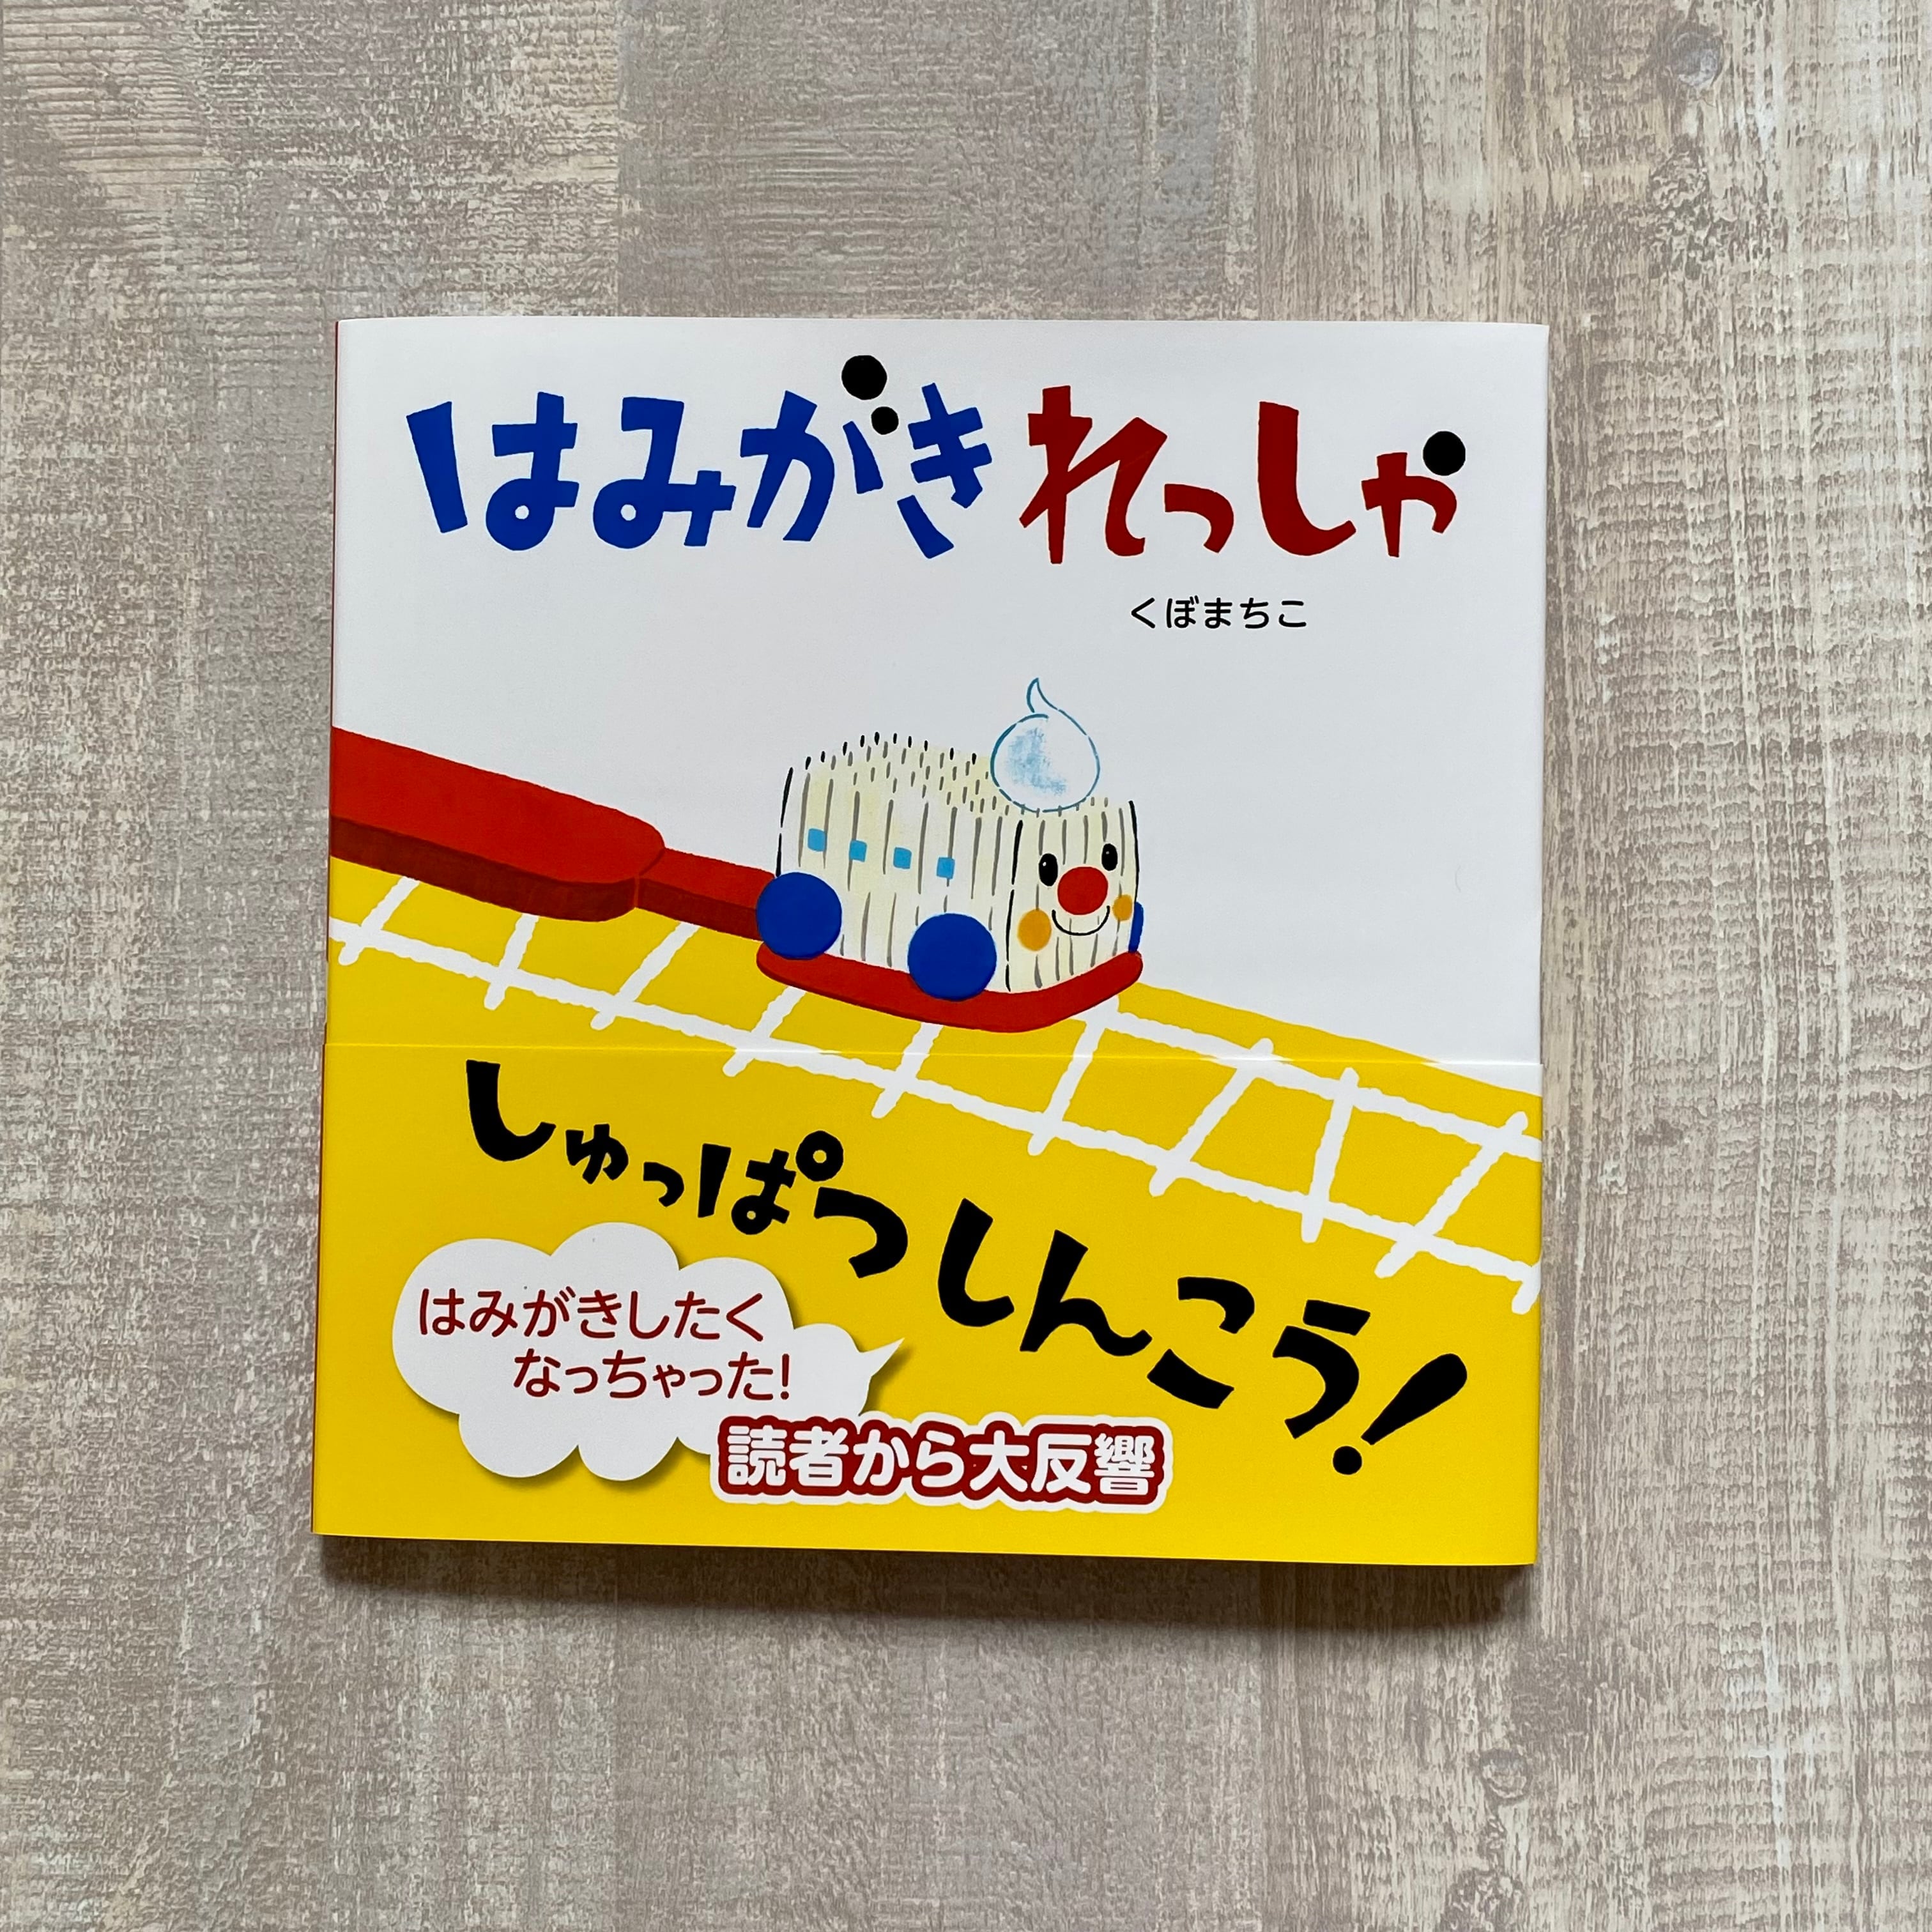 はみがきれっしゃ
くぼまちこ
しゅっぱつしんこう!
はみがきしたく
なっちゃった!
読者から大反響